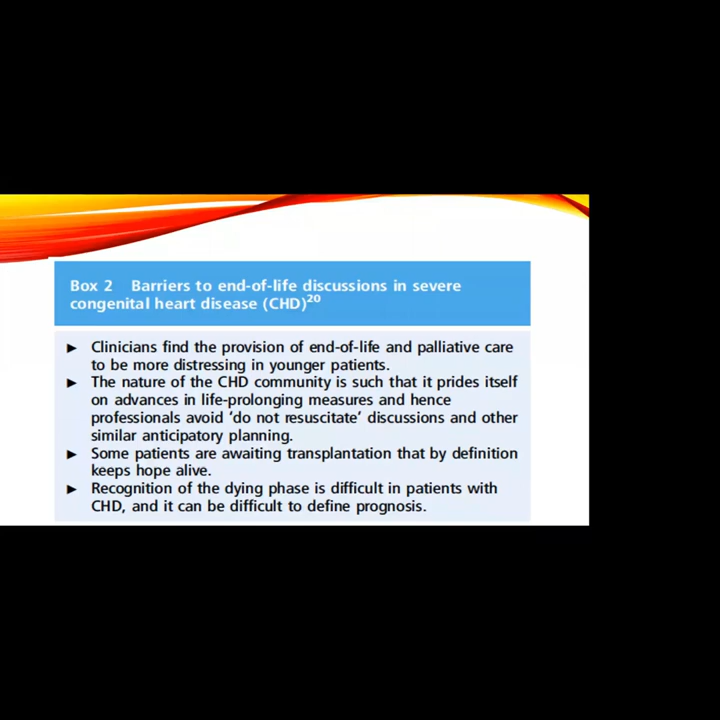 Box 2 Barriers to end-of-life discussions in severe
congenital heart disease (CHD)20
► Clinicians find the provision of end-of-life and palliative care
to be more distressing in younger patients.
► The nature of the CHD community is such that it prides itself
on advances in life-prolonging measures and hence
professionals avoid ‘do not resuscitate’ discussions and other
similar anticipatory planning.
► Some patients are awaiting transplantation that by definition
keeps hope alive.
► Recognition of the dying phase is difficult in patients with
CHD, and it can be difficult to define prognosis.